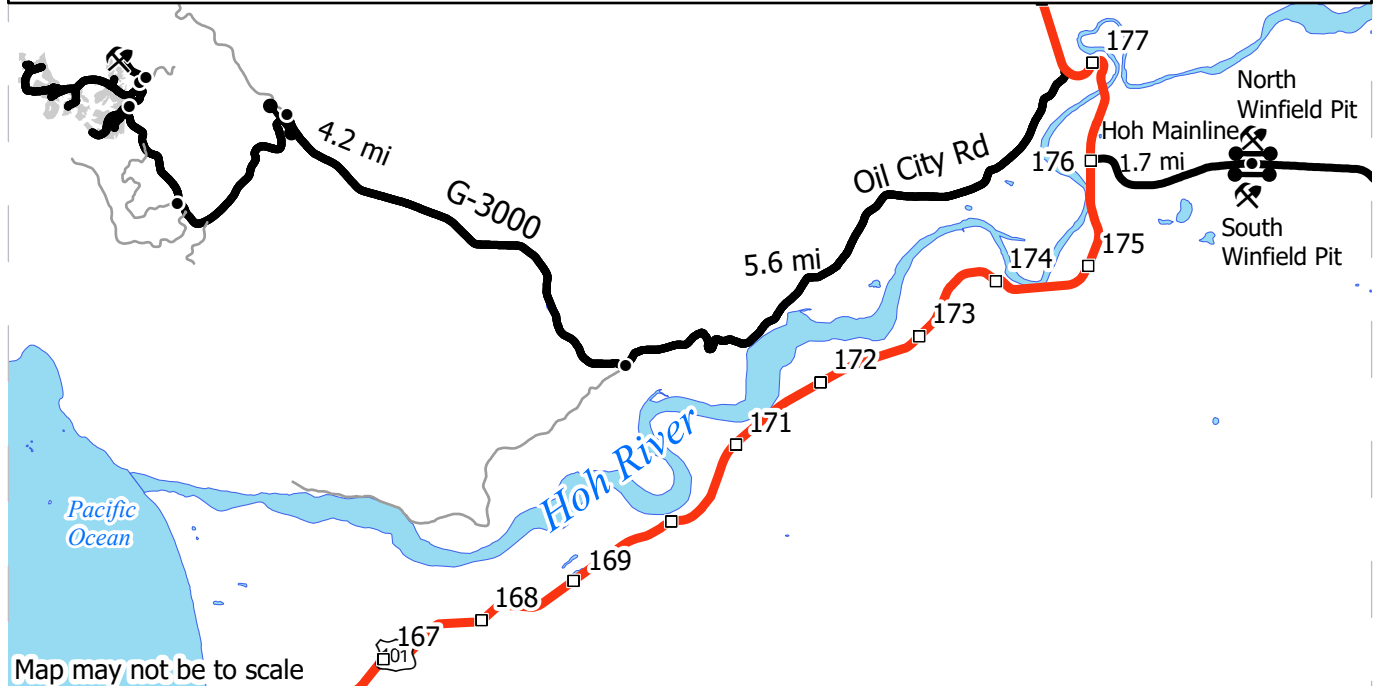 177
North
Winfield Pit
Hoh Mainline
4.2 mi
176
1.7 mi
Oil City Rd
G-3000
South
Winfield Pit
175
174
5.6 mi
173
172
171
Hoh River
Pacific
Ocean
169
168
167
101
Map may not be to scale